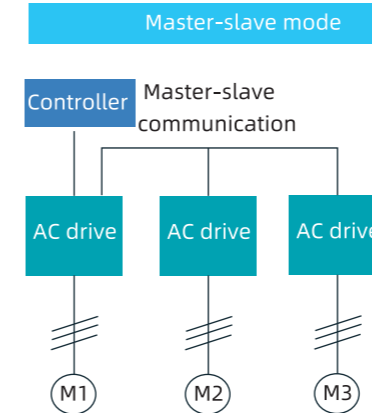 Master-slave mode
Controller
Master-slave
communication
AC drive
AC drive
AC drive
M1
M2
M3